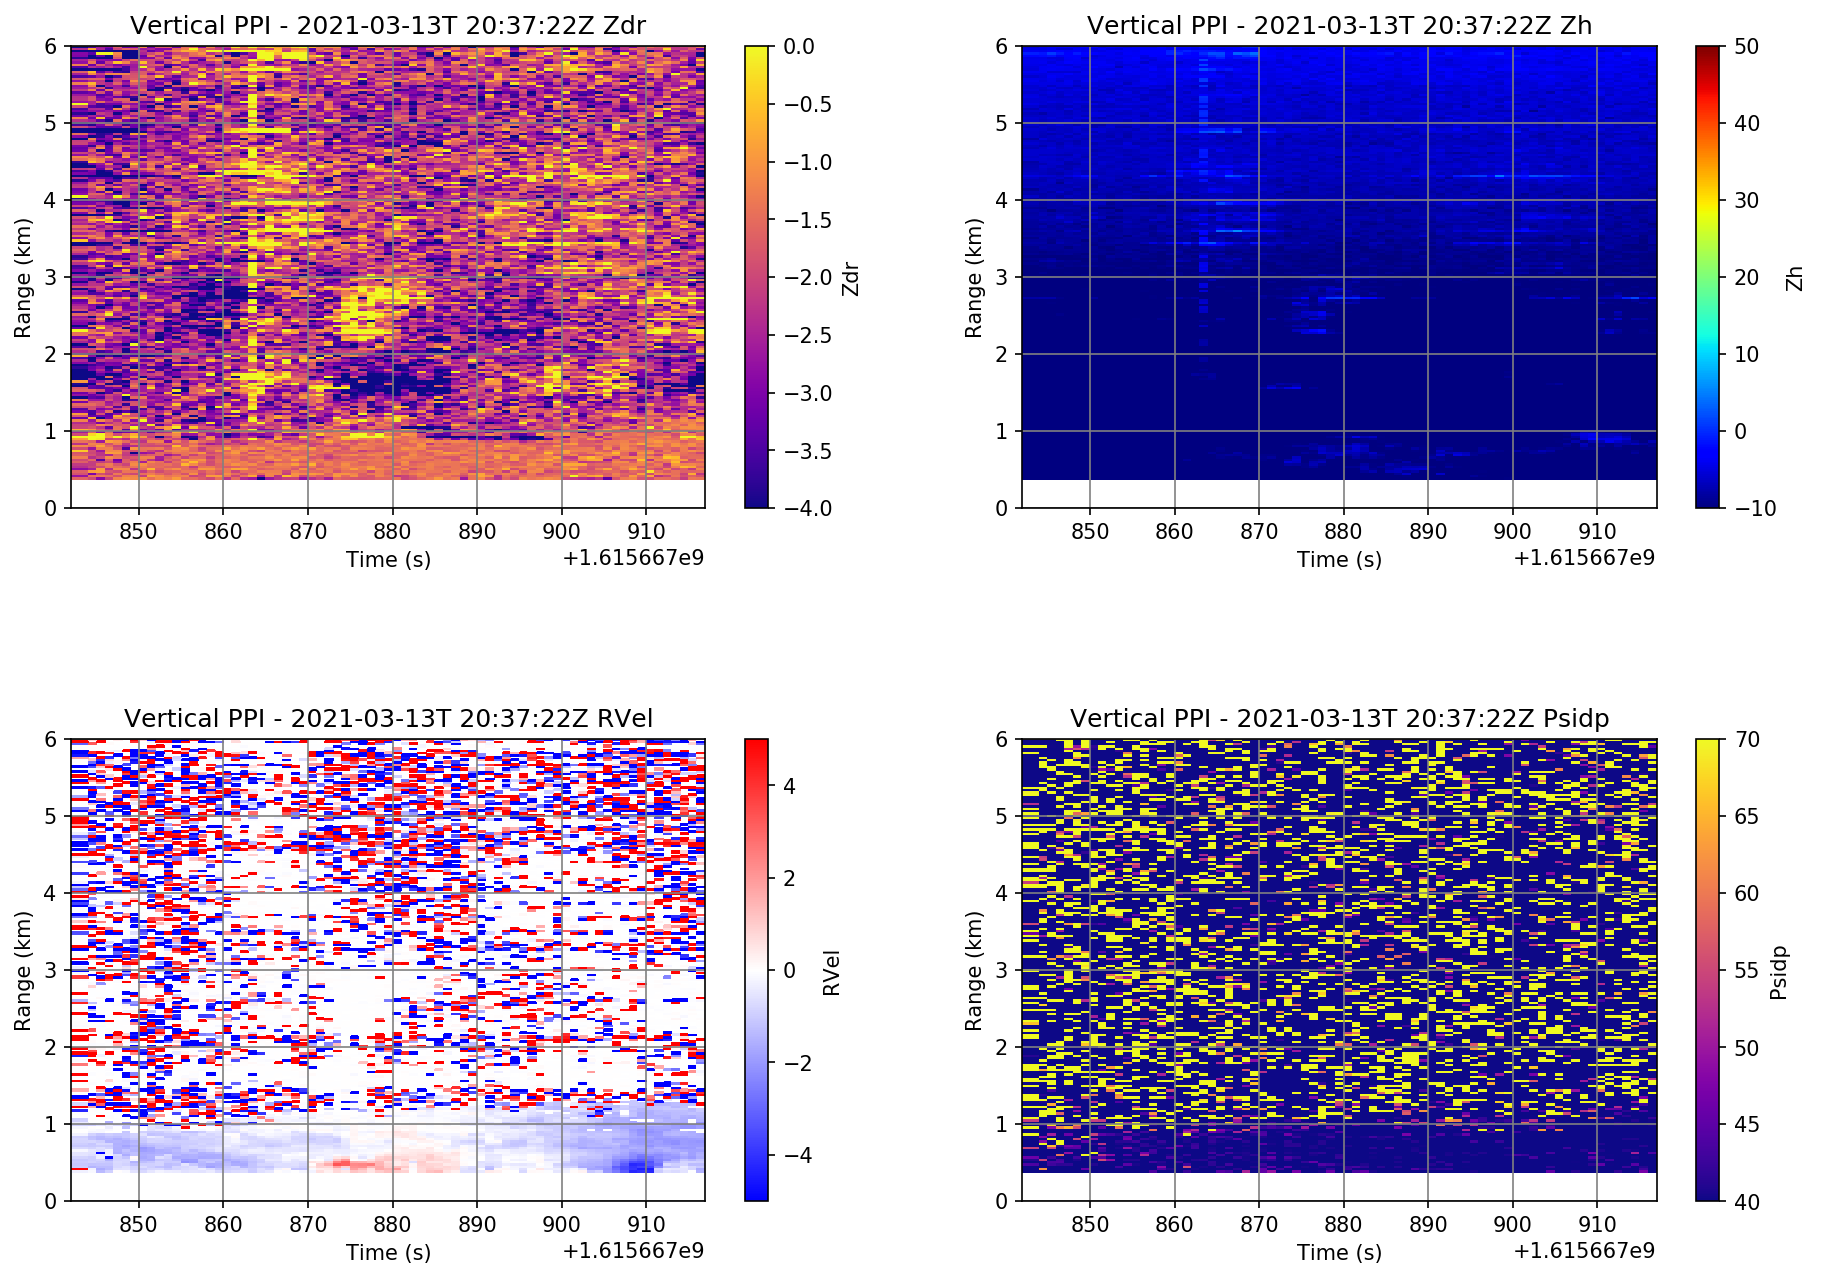 Vertical PPI - 2021-03-13T 20:37:22Z Zdr
6
5
4
3
2
1
0
Range (km)
850 860 870 880 890 900 910
Time (s)
+1.615667e9
0.0
−0.5
−1.0
−1.5
−2.0
−2.5
−3.0
−3.5
−4.0
Zdr
Vertical PPI - 2021-03-13T 20:37:22Z Zh
6
5
4
3
2
1
0
Range (km)
850 860 870 880 890 900 910
Time (s)
+1.615667e9
50
40
30
20
10
0
−10
Zh
Vertical PPI - 2021-03-13T 20:37:22Z RVel
6
5
4
3
2
1
0
Range (km)
850 860 870 880 890 900 910
Time (s)
+1.615667e9
4
2
0
−2
−4
RVel
Vertical PPI - 2021-03-13T 20:37:22Z Psidp
6
5
4
3
2
1
0
Range (km)
850 860 870 880 890 900 910
Time (s)
+1.615667e9
70
65
60
55
50
45
40
Psidp